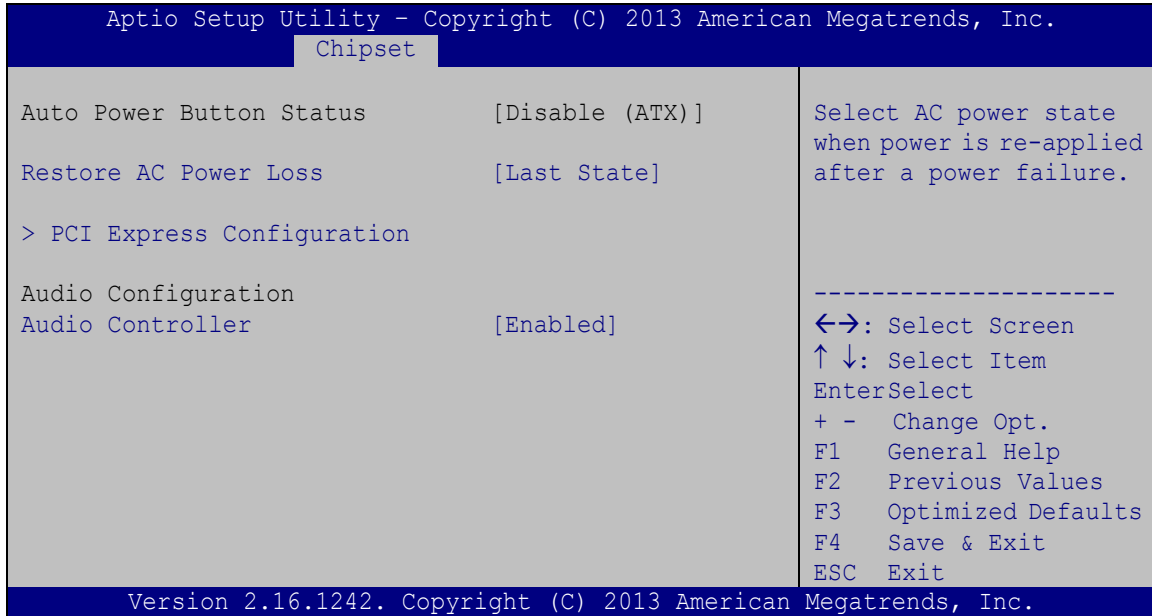 Aptio Setup Utility – Copyright (C) 2013 American Megatrends, Inc.
Chipset
Auto Power Button Status [Disable (ATX)]
Restore AC Power Loss [Last State]
> PCI Express Configuration
Audio Configuration
Audio Controller [Enabled]
Select AC power state
when power is re-applied
after a power failure.
---------------------
←→: Select Screen
↑ ↓: Select Item
EnterSelect
+ - Change Opt.
F1 General Help
F2 Previous Values
F3 Optimized Defaults
F4 Save & Exit
ESC Exit
Version 2.16.1242. Copyright (C) 2013 American Megatrends, Inc.